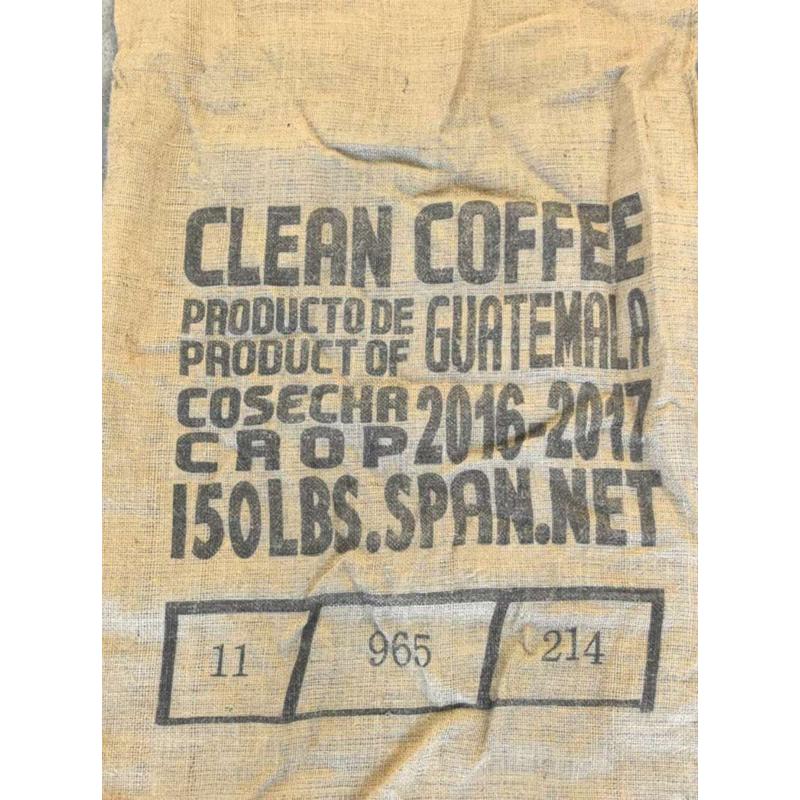 CLEAN COFFEE
PRODUCTO DE
PRODUCT OF
GUATEMALA
COSECHA
CROP
2016-2017
150LBS.SPAN.NET
11 965 214